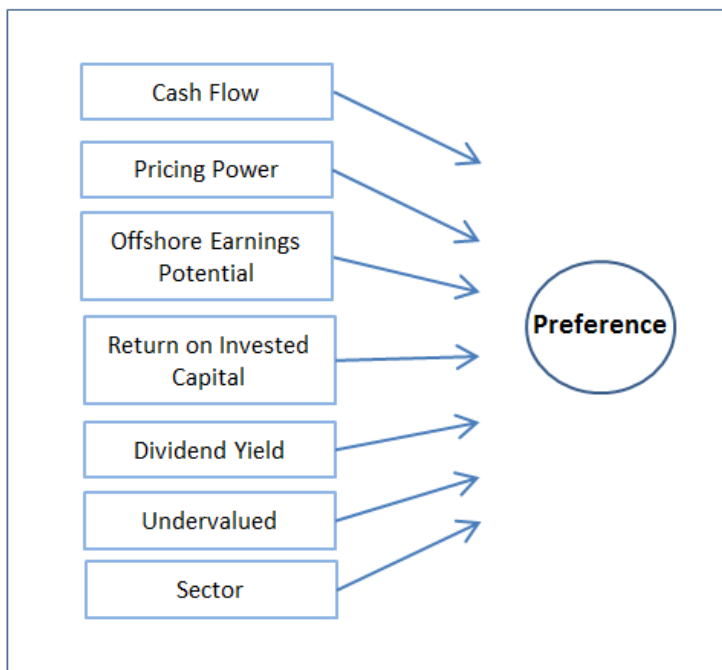 Cash Flow
Pricing Power
Offshore Earnings
Potential
Return on Invested
Capital
Dividend Yield
Undervalued
Sector
Preference